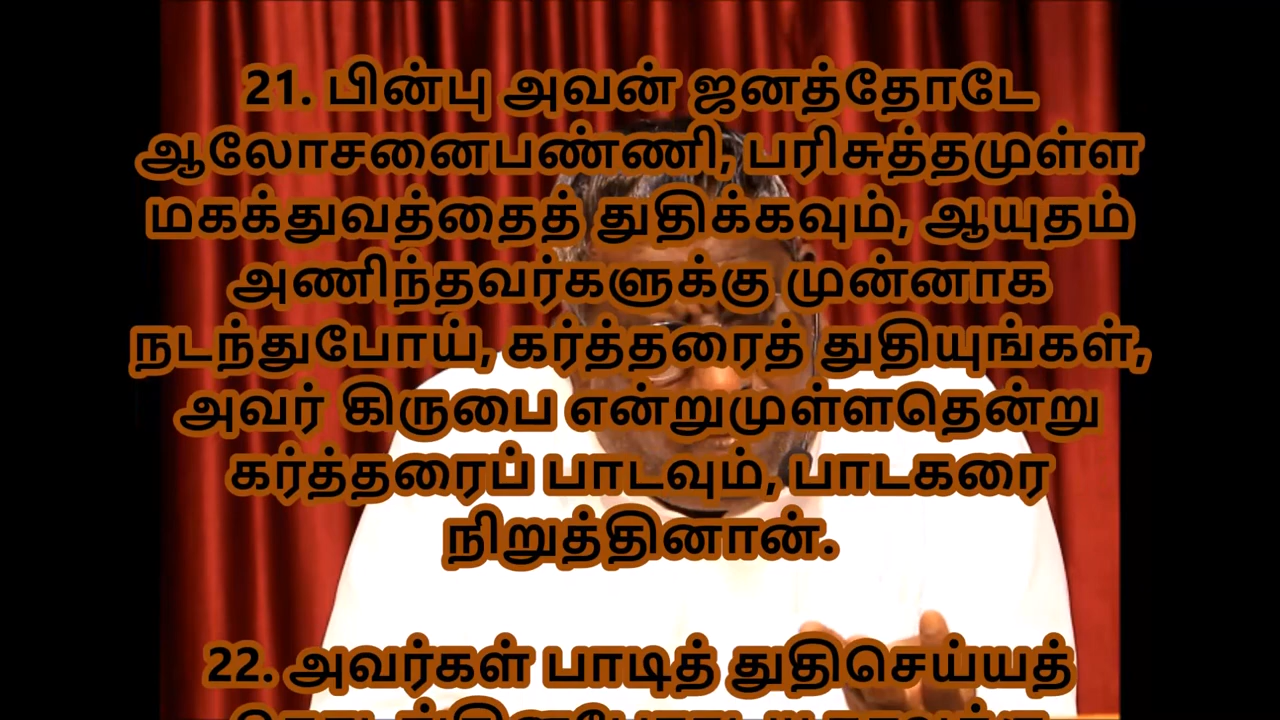 21. பின்பு அவன் ஜனத்தோடே
ஆலோசனைபண்ணி, பரிசுத்தமுள்ள
மகக்துவத்தைத் துதிக்கவும், ஆயுதம்
அணிந்தவர்களுக்கு முன்னாக
நடந்துபோய், கர்த்தரைத் துதியுங்கள்,
அவர் கிருபை என்றுமுள்ளதென்று
கர்த்தரைப் பாடவும், பாடகரை
நிறுத்தினான்.
22. அவர்கள் பாடித் துதிசெய்யத்